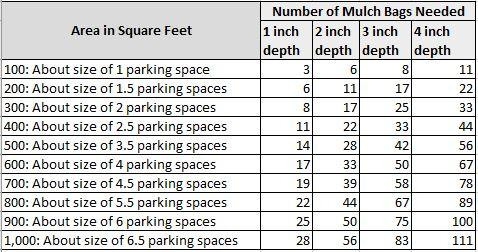 Area in Square Feet
Number of Mulch Bags Needed
1 inch depth 2 inch depth 3 inch depth 4 inch depth
100: About size of 1 parking space 3 6 8 11
200: About size of 1.5 parking spaces 6 11 17 22
300: About size of 2 parking spaces 8 17 25 33
400: About size of 2.5 parking spaces 11 22 33 44
500: About size of 3.5 parking spaces 14 28 42 56
600: About size of 4 parking spaces 17 33 50 67
700: About size of 4.5 parking spaces 19 39 58 78
800: About size of 5.5 parking spaces 22 44 67 89
900: About size of 6 parking spaces 25 50 75 100
1,000: About size of 6.5 parking spaces 28 56 83 111